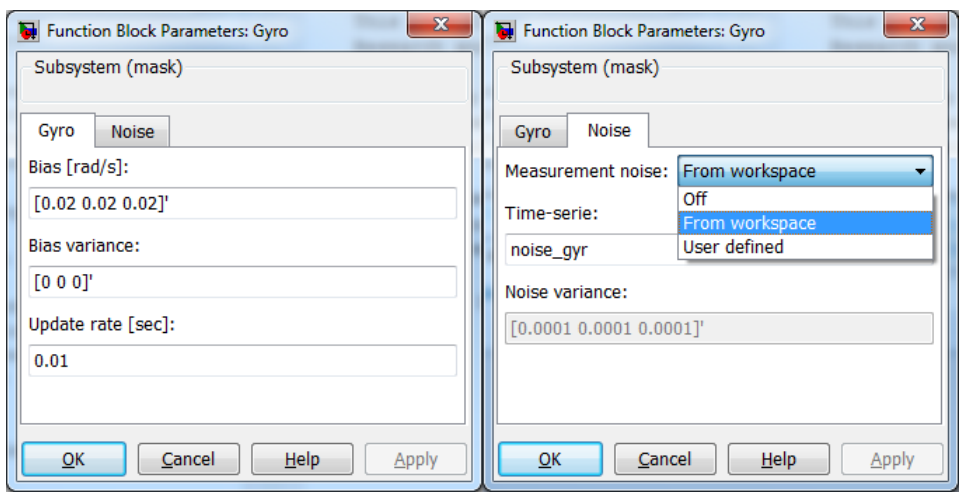 Function Block Parameters: Gyro
Subsystem (mask)
Gyro Noise
Bias [rad/s]:
[0.02 0.02 0.02]'
Bias variance:
[0 0 0]'
Update rate [sec]:
0.01
OK Cancel Help Apply
Function Block Parameters: Gyro
Subsystem (mask)
Gyro Noise
Measurement noise: From workspace
Off
From workspace
User defined
Time-serie:
noise_gyr
Noise variance:
[0.0001 0.0001 0.0001]'
OK Cancel Help Apply